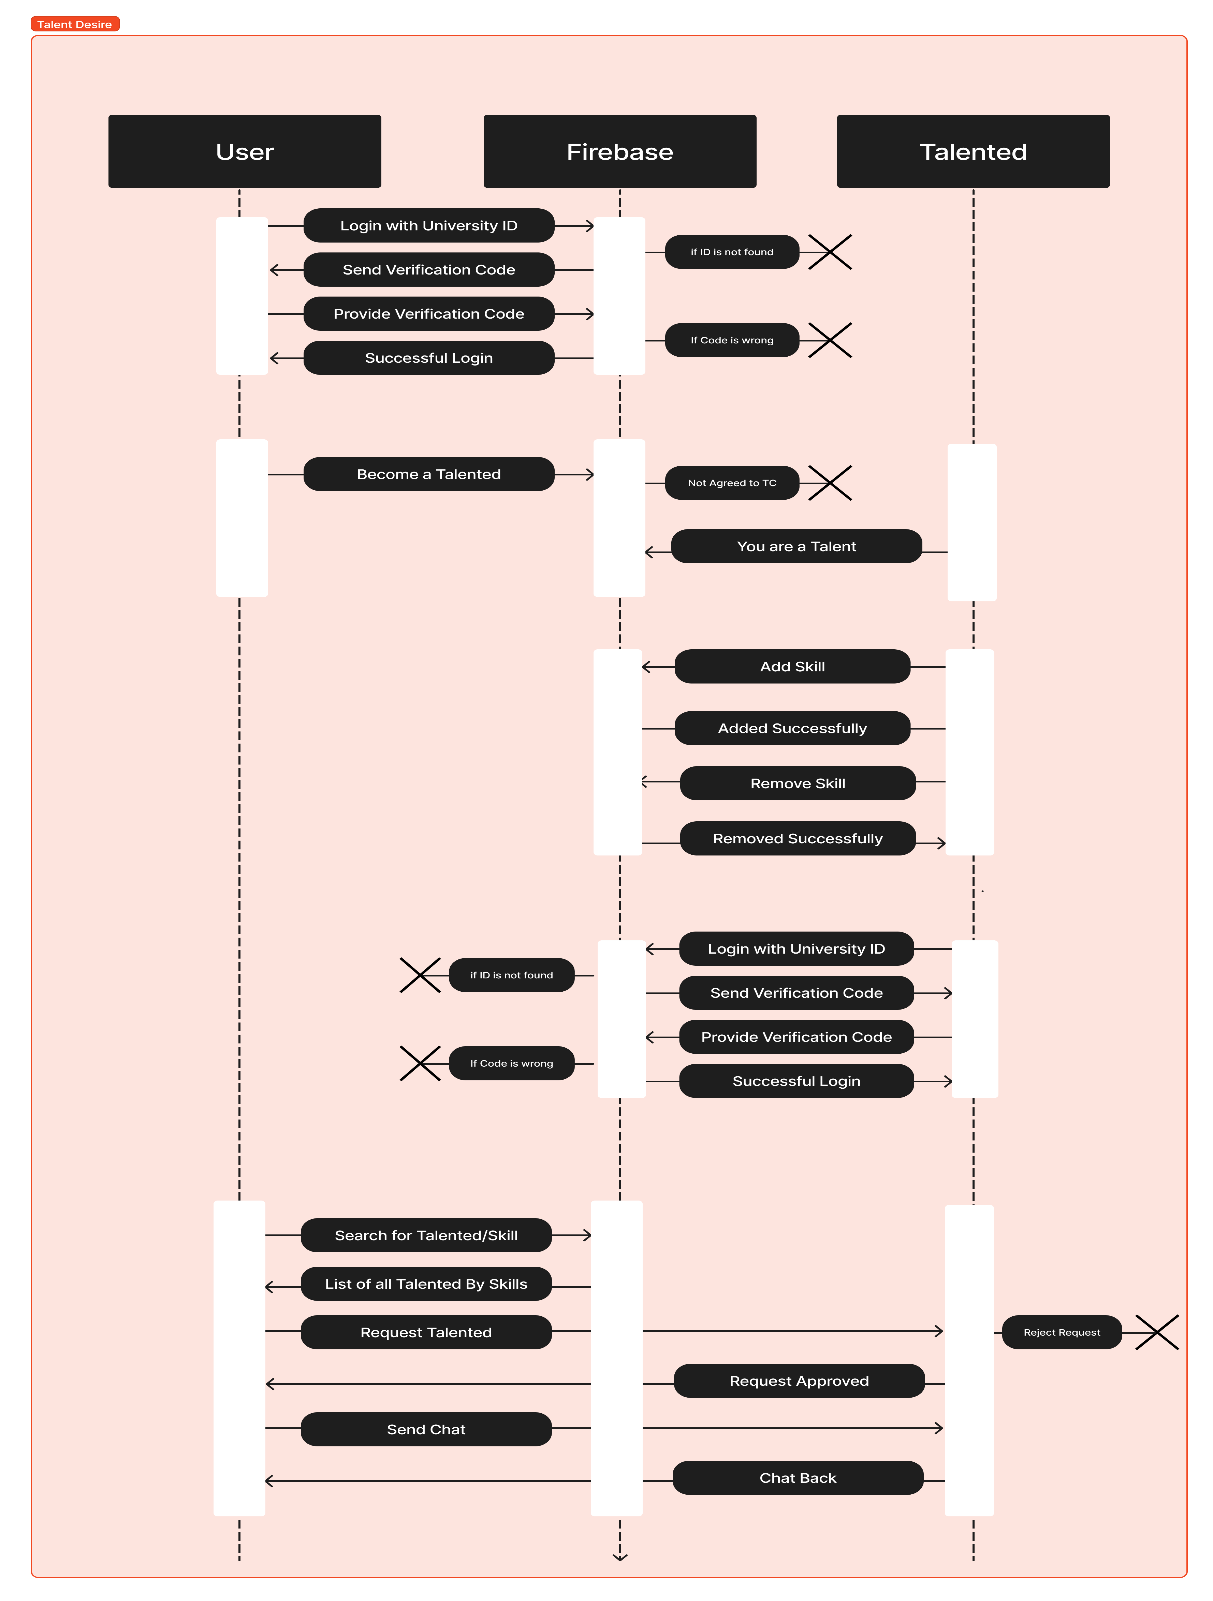 Talent Desire
User
Firebase
Talented
Login with University ID
if ID is not found
Send Verification Code
Provide Verification Code
If Code is wrong
Successful Login
Become a Talented
Not Agreed to TC
You are a Talent
Add Skill
Added Successfully
Remove Skill
Removed Successfully
Login with University ID
if ID is not found
Send Verification Code
Provide Verification Code
If Code is wrong
Successful Login
Search for Talented/Skill
List of all Talented By Skills
Request Talented
Reject Request
Request Approved
Send Chat
Chat Back